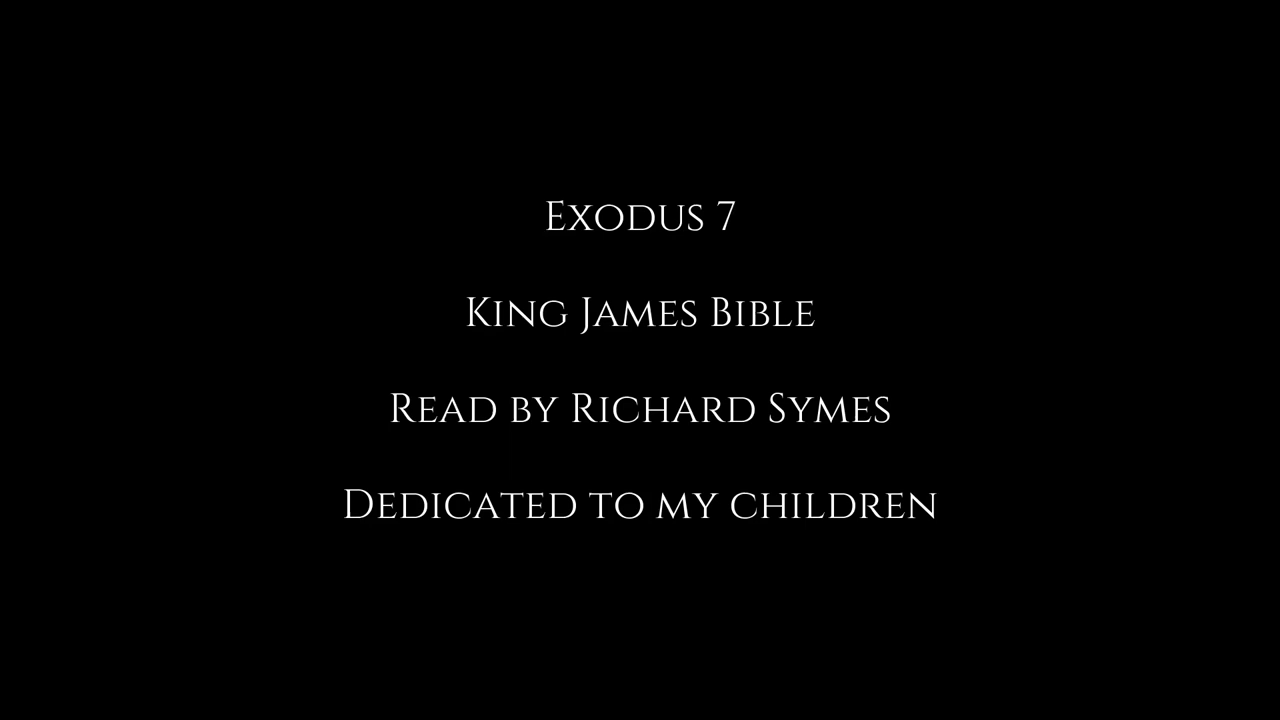 Exodus 7
King James Bible
Read by Richard Symes
Dedicated to my children